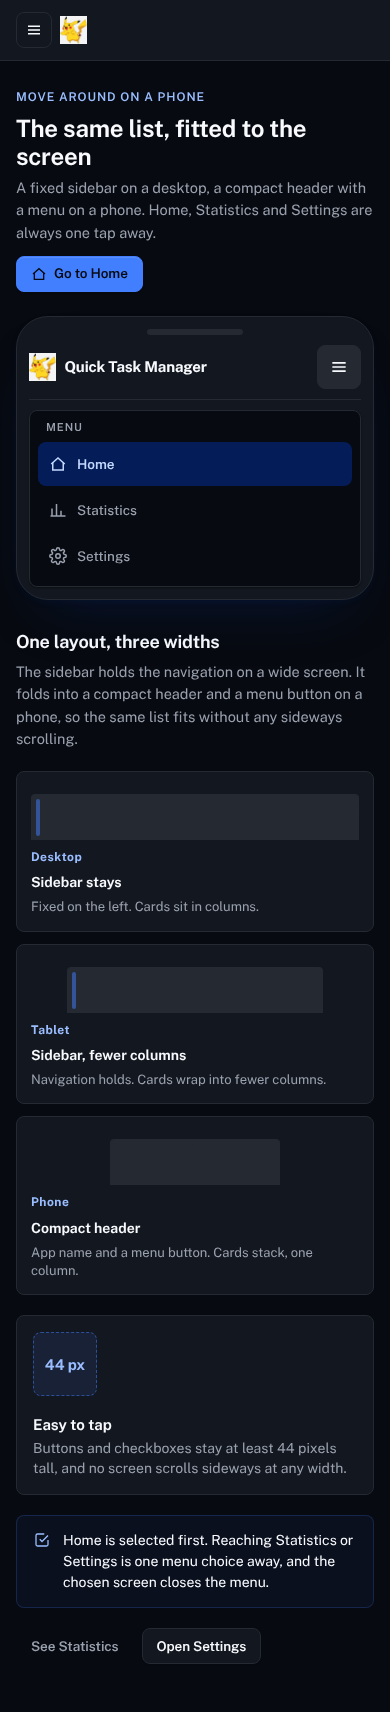 MOVE AROUND ON A PHONE
The same list, fitted to the
screen
A fixed sidebar on a desktop, a compact header with
a menu on a phone. Home, Statistics and Settings are
always one tap away.
Go to Home
Quick Task Manager
MENU
Home
Statistics
Settings
One layout, three widths
The sidebar holds the navigation on a wide screen. It
folds into a compact header and a menu button on a
phone, so the same list fits without any sideways
scrolling.
Desktop
Sidebar stays
Fixed on the left. Cards sit in columns.
Tablet
Sidebar, fewer columns
Navigation holds. Cards wrap into fewer columns.
Phone
Compact header
App name and a menu button. Cards stack, one
column.
44 px
Easy to tap
Buttons and checkboxes stay at least 44 pixels
tall, and no screen scrolls sideways at any width.
Home is selected first. Reaching Statistics or
Settings is one menu choice away, and the
chosen screen closes the menu.
See Statistics
Open Settings